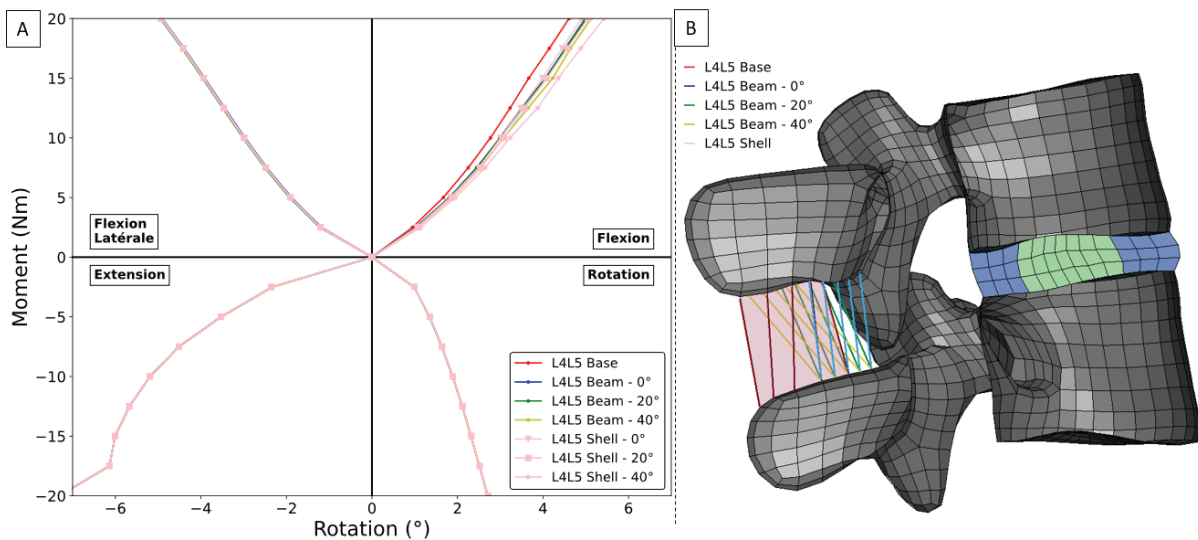 A
20
15
10
5
0
−5
−10
−15
−20
Moment (Nm)
Flexion
Latérale
Flexion
Extension
Rotation
L4L5 Base
L4L5 Beam - 0°
L4L5 Beam - 20°
L4L5 Beam - 40°
L4L5 Shell - 0°
L4L5 Shell - 20°
L4L5 Shell - 40°
−6
−4
−2
0
2
4
6
Rotation (°)
B
L4L5 Base
L4L5 Beam - 0°
L4L5 Beam - 20°
L4L5 Beam - 40°
L4L5 Shell